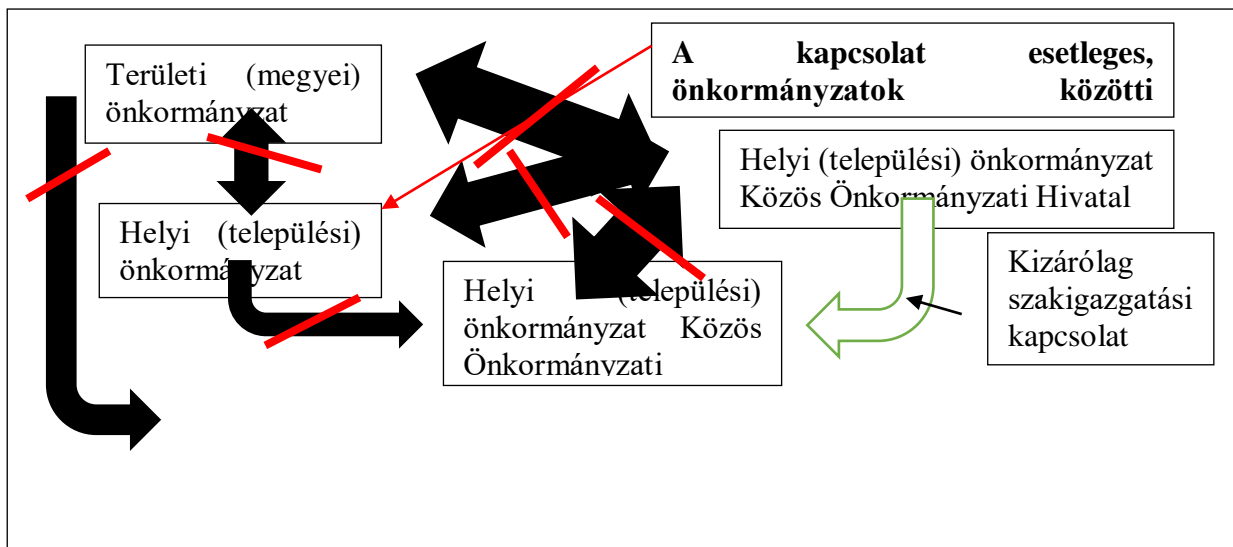 Területi (megyei)
önkormányzat
A kapcsolat esetleges,
önkormányzatok közötti
Helyi (települési) önkormányzat
Közös Önkormányzati Hivatal
Helyi (települési)
önkormányzat
Kizárólag
szakigazgatási
kapcsolat
Helyi (települési)
önkormányzat Közös
Önkormányzati